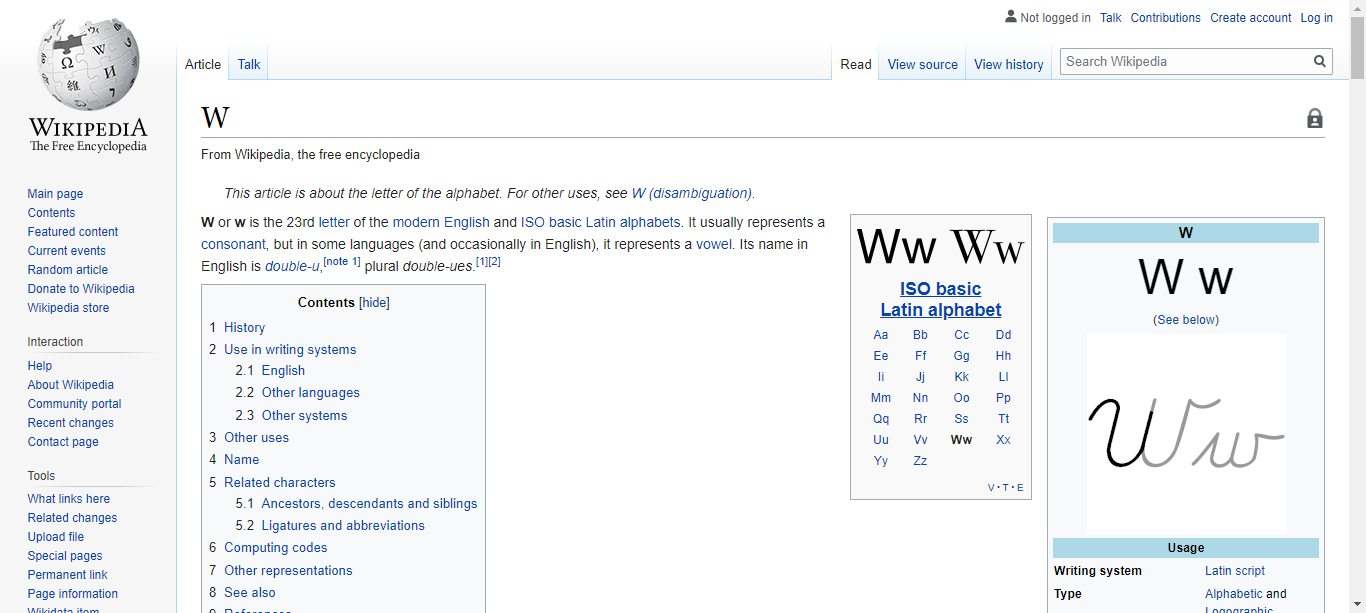 Not logged in Talk Contributions Create account Log in
Article Talk Read View source View history Search Wikipedia
WIKIPEDIA
The Free Encyclopedia
Main page
Contents
Featured content
Current events
Random article
Donate to Wikipedia
Wikipedia store
Interaction
Help
About Wikipedia
Community portal
Recent changes
Contact page
Tools
What links here
Related changes
Upload file
Special pages
Permanent link
Page information
Wikidata item
W
From Wikipedia, the free encyclopedia
This article is about the letter of the alphabet. For other uses, see W (disambiguation).
W or w is the 23rd letter of the modern English and ISO basic Latin alphabets. It usually represents a
consonant, but in some languages (and occasionally in English), it represents a vowel. Its name in
English is double-u,[note 1] plural double-ues.[1][2]
Contents [hide]
1 History
2 Use in writing systems
2.1 English
2.2 Other languages
2.3 Other systems
3 Other uses
4 Name
5 Related characters
5.1 Ancestors, descendants and siblings
5.2 Ligatures and abbreviations
6 Computing codes
7 Other representations
8 See also
9 References
Ww Ww
ISO basic
Latin alphabet
Aa Bb Cc Dd
Ee Ff Gg Hh
Ii Jj Kk Ll
Mm Nn Oo Pp
Qq Rr Ss Tt
Uu Vv Ww Xx
Yy Zz
V · T · E
W
W w
(See below)
W w
Usage
Writing system Latin script
Type Alphabetic and
Logographic